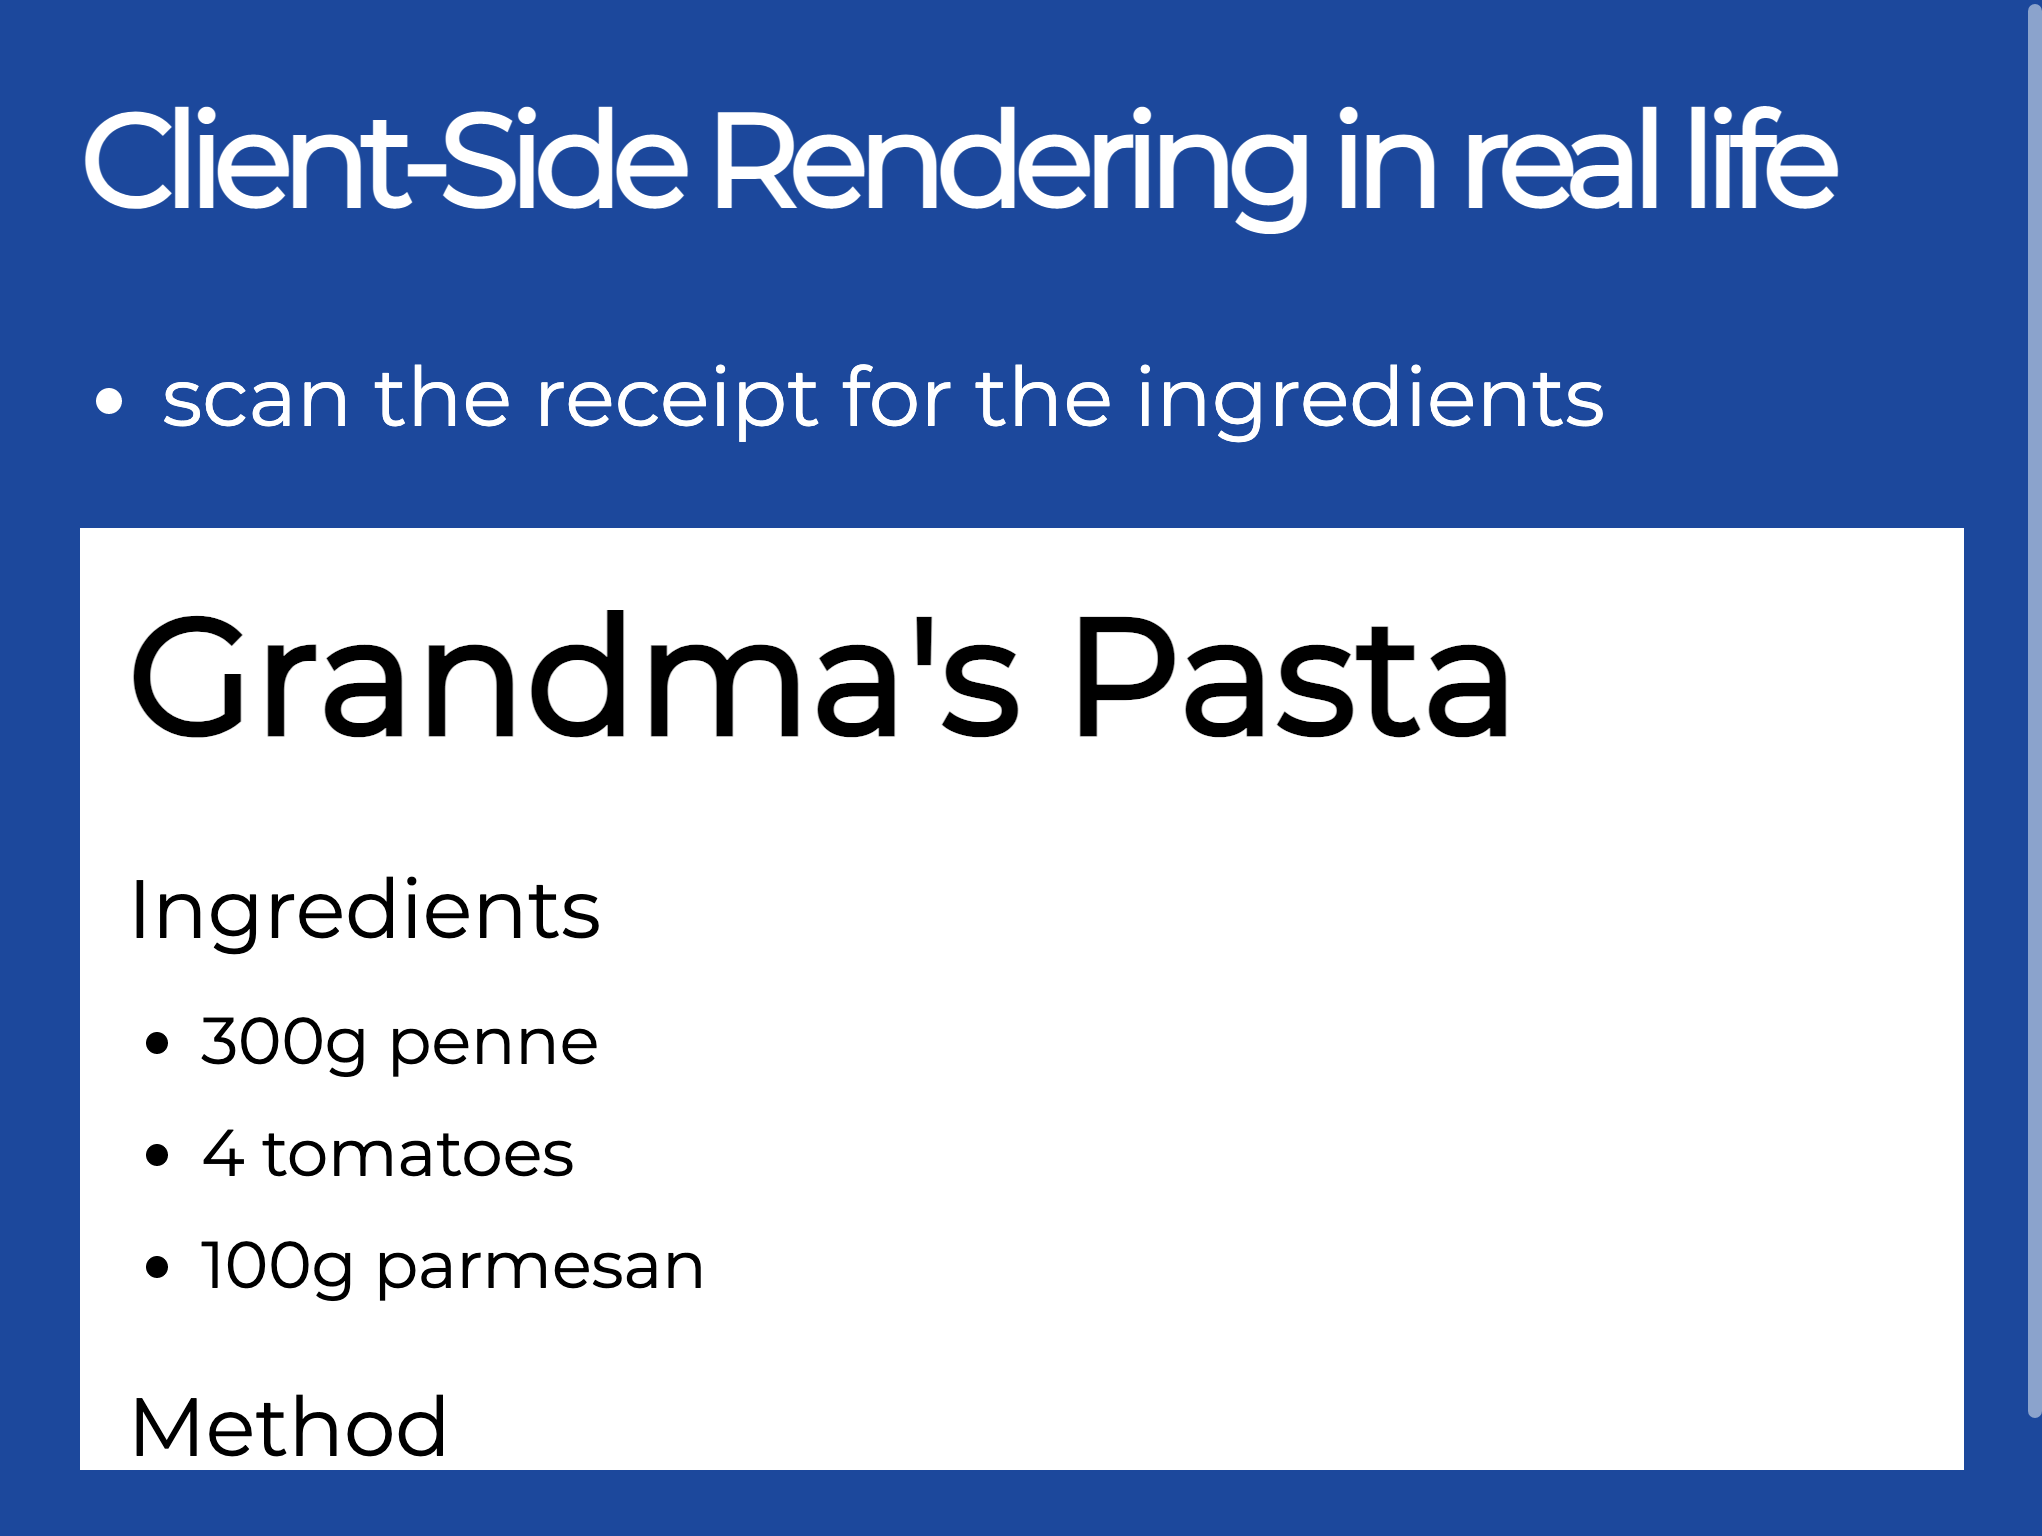 Client-Side Rendering in real life
scan the receipt for the ingredients
Grandma's Pasta
Ingredients
300g penne
4 tomatoes
100g parmesan
Method